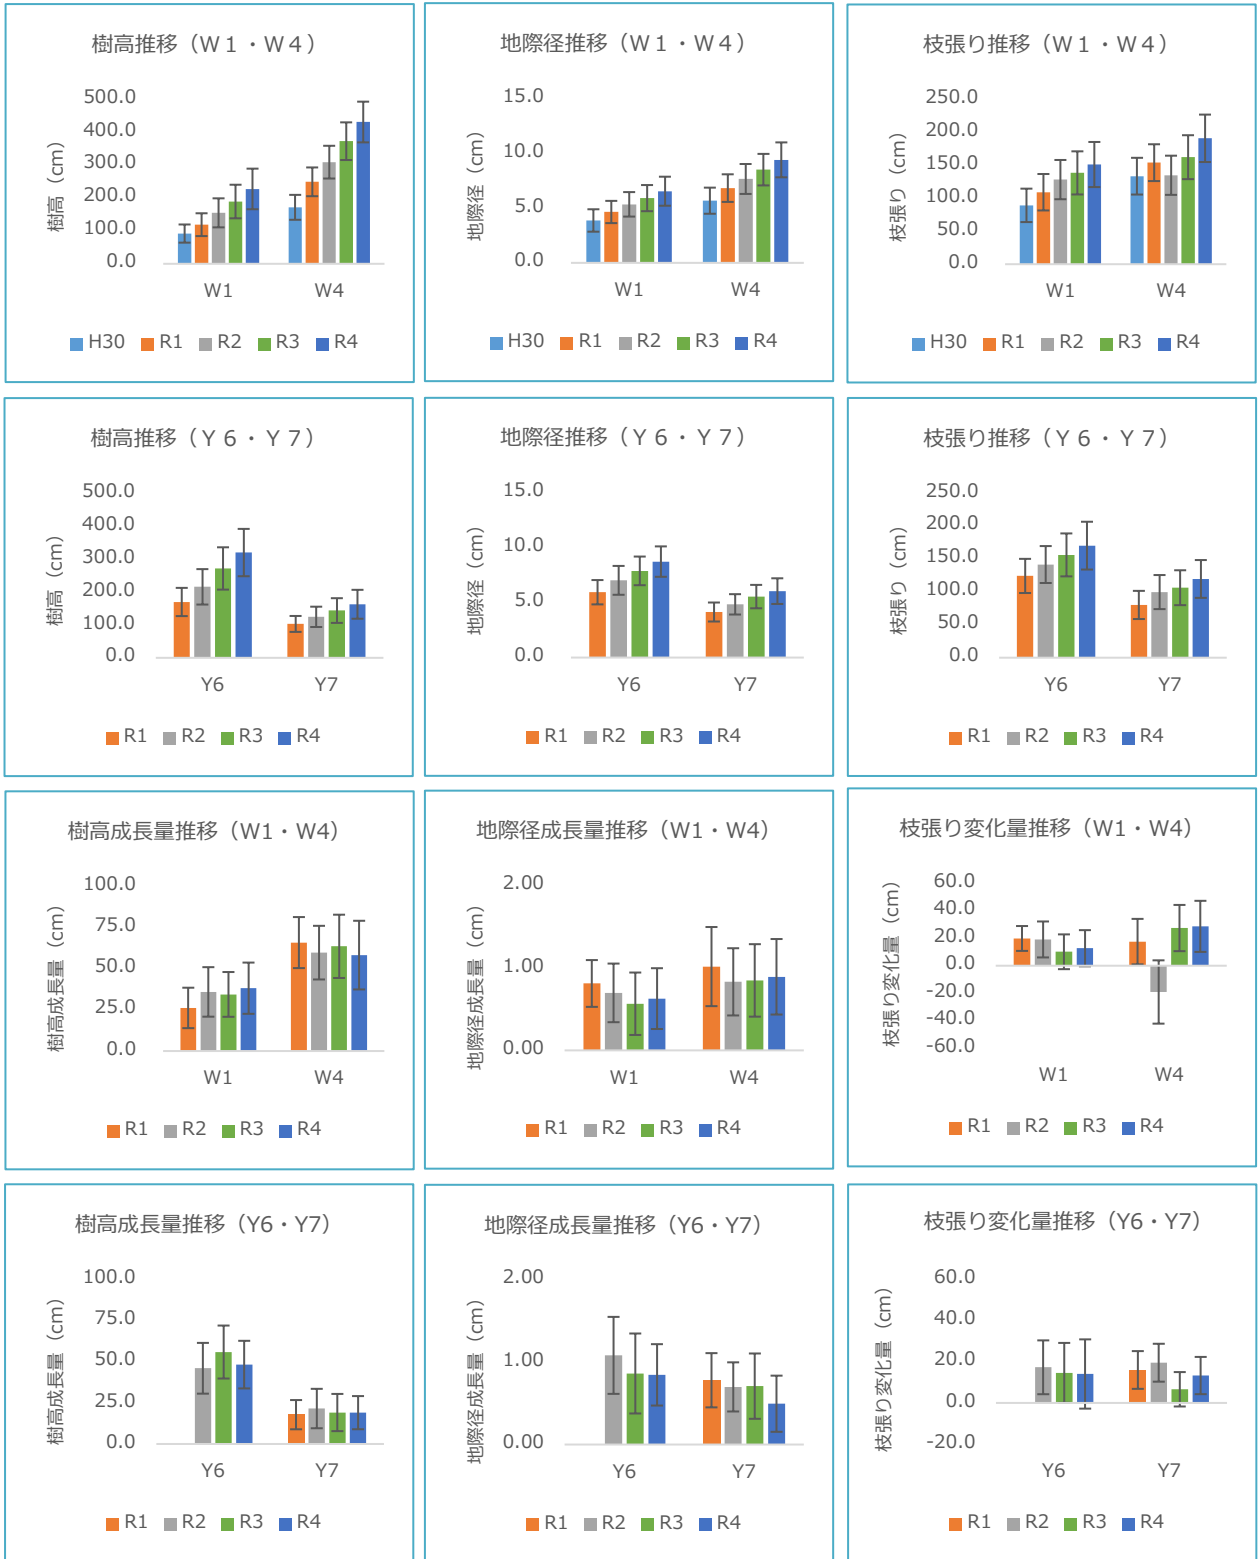 樹高推移（Ｗ１・Ｗ４）
樹高（cm）
500.0
400.0
300.0
200.0
100.0
0.0
W1 W4
H30 R1 R2 R3 R4
地際径推移（Ｗ１・Ｗ４）
地際径（cm）
15.0
10.0
5.0
0.0
W1 W4
H30 R1 R2 R3 R4
枝張り推移（Ｗ１・Ｗ４）
枝張り（cm）
250.0
200.0
150.0
100.0
50.0
0.0
W1 W4
H30 R1 R2 R3 R4
樹高推移（Ｙ６・Ｙ７）
樹高（cm）
500.0
400.0
300.0
200.0
100.0
0.0
Y6 Y7
R1 R2 R3 R4
地際径推移（Ｙ６・Ｙ７）
地際径（cm）
15.0
10.0
5.0
0.0
Y6 Y7
R1 R2 R3 R4
枝張り推移（Ｙ６・Ｙ７）
枝張り（cm）
250.0
200.0
150.0
100.0
50.0
0.0
Y6 Y7
R1 R2 R3 R4
樹高成長量推移（W1・W4）
樹高成長量（cm）
100.0
75.0
50.0
25.0
0.0
W1 W4
R1 R2 R3 R4
地際径成長量推移（W1・W4）
地際径成長量（cm）
2.00
1.00
0.00
W1 W4
R1 R2 R3 R4
枝張り変化量推移（W1・W4）
枝張り変化量（cm）
60.0
40.0
20.0
0.0
-20.0
-40.0
-60.0
W1 W4
R1 R2 R3 R4
樹高成長量推移（Y6・Y7）
樹高成長量（cm）
100.0
75.0
50.0
25.0
0.0
Y6 Y7
R1 R2 R3 R4
地際径成長量推移（Y6・Y7）
地際径成長量（cm）
2.00
1.00
0.00
Y6 Y7
R1 R2 R3 R4
枝張り変化量推移（Y6・Y7）
枝張り変化量（cm）
60.0
40.0
20.0
0.0
-20.0
Y6 Y7
R1 R2 R3 R4